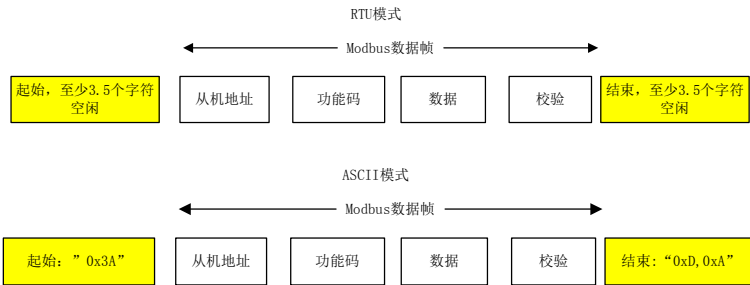 RTU模式
Modbus数据帧
起始，至少3.5个字符
空闲
从机地址
功能码
数据
校验
结束，至少3.5个字符
空闲
ASCII模式
Modbus数据帧
起始：”0x3A”
从机地址
功能码
数据
校验
结束：“0xD,0xA”